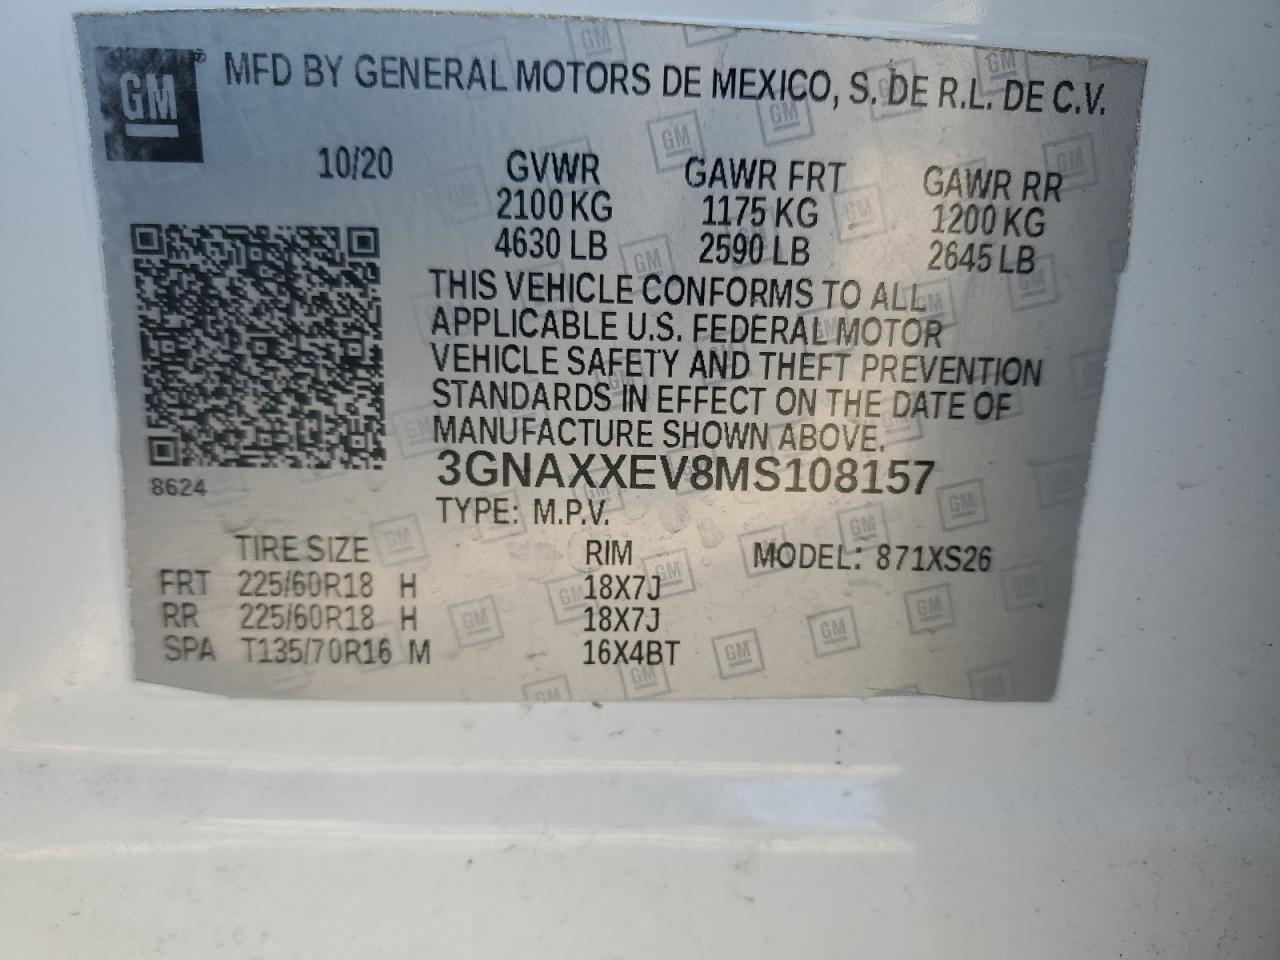 GM
MFD BY GENERAL MOTORS DE MEXICO, S. DE R.L. DE C.V.
10/20 GVWR GAWR FRT GAWR RR
2100 KG 1175 KG 1200 KG
4630 LB 2590 LB 2645 LB
THIS VEHICLE CONFORMS TO ALL
APPLICABLE U.S. FEDERAL MOTOR
VEHICLE SAFETY AND THEFT PREVENTION
STANDARDS IN EFFECT ON THE DATE OF
MANUFACTURE SHOWN ABOVE.
3GNAXXEV8MS108157
8624
TYPE: M.P.V.
TIRE SIZE RIM MODEL: 871XS26
FRT 225/60R18 H 18X7J
RR 225/60R18 H 18X7J
SPA T135/70R16 M 16X4BT